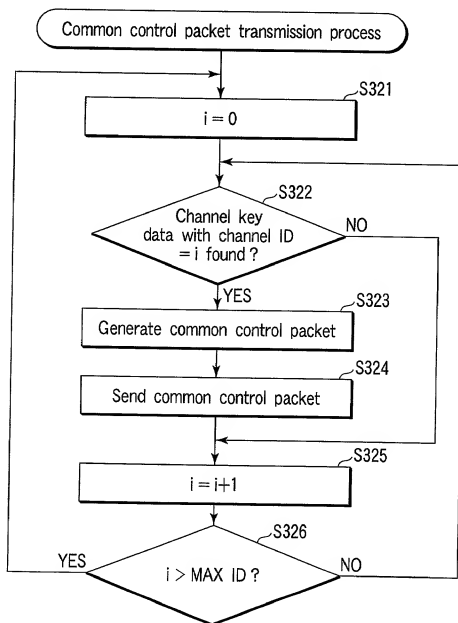 Common control packet transmission process
S321
i = 0
S322
Channel key
data with channel ID
= i found ?
NO
YES
S323
Generate common control packet
S324
Send common control packet
S325
i = i+1
S326
i > MAX ID ?
YES
NO